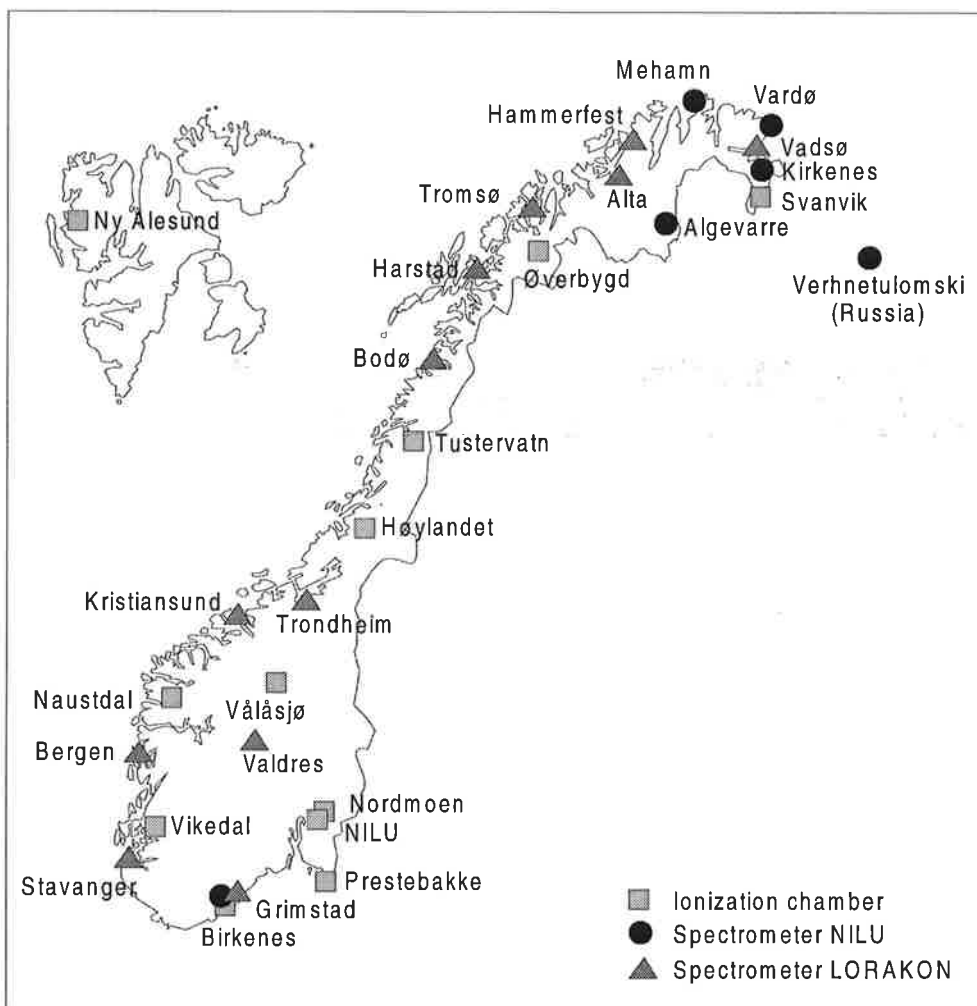 Mehamn
Vardø
Hammerfest
Vadsø
Kirkenes
Tromsø
Alta
Svanvik
Ny Ålesund
Algevarre
Harstad
Øverbygd
Verhnetulomski
(Russia)
Bodø
Tustervatn
Høylandet
Kristiansund
Trondheim
Naustdal
Vålåsjø
Bergen
Valdres
Nordmoen
Vikedal
NILU
Stavanger
Prestebakke
Grimstad
Birkenes
Ionization chamber
Spectrometer NILU
Spectrometer LORAKON